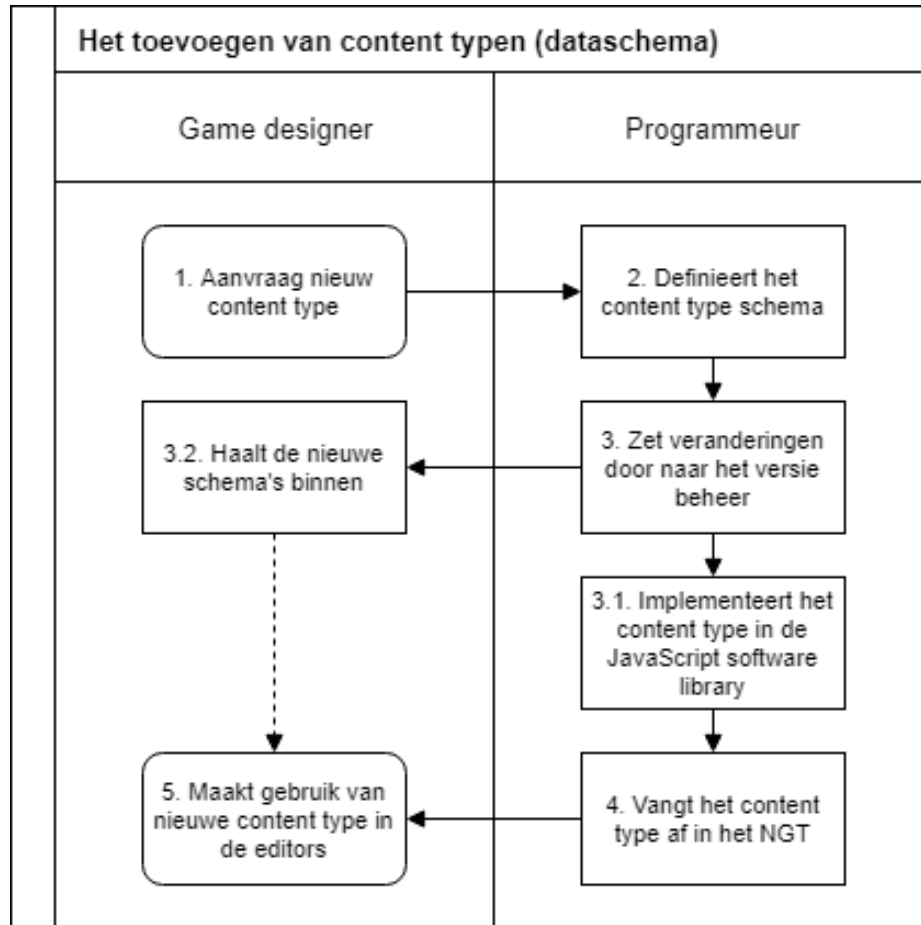 Het toevoegen van content typen (dataschema)
Game designer
Programmeur
1. Aanvraag nieuw
content type
2. Definieert het
content type schema
3.2. Haalt de nieuwe
schema's binnen
3. Zet veranderingen
door naar het versie
beheer
3.1. Implementeert het
content type in de
JavaScript software
library
5. Maakt gebruik van
nieuwe content type in
de editors
4. Vangt het content
type af in het NGT